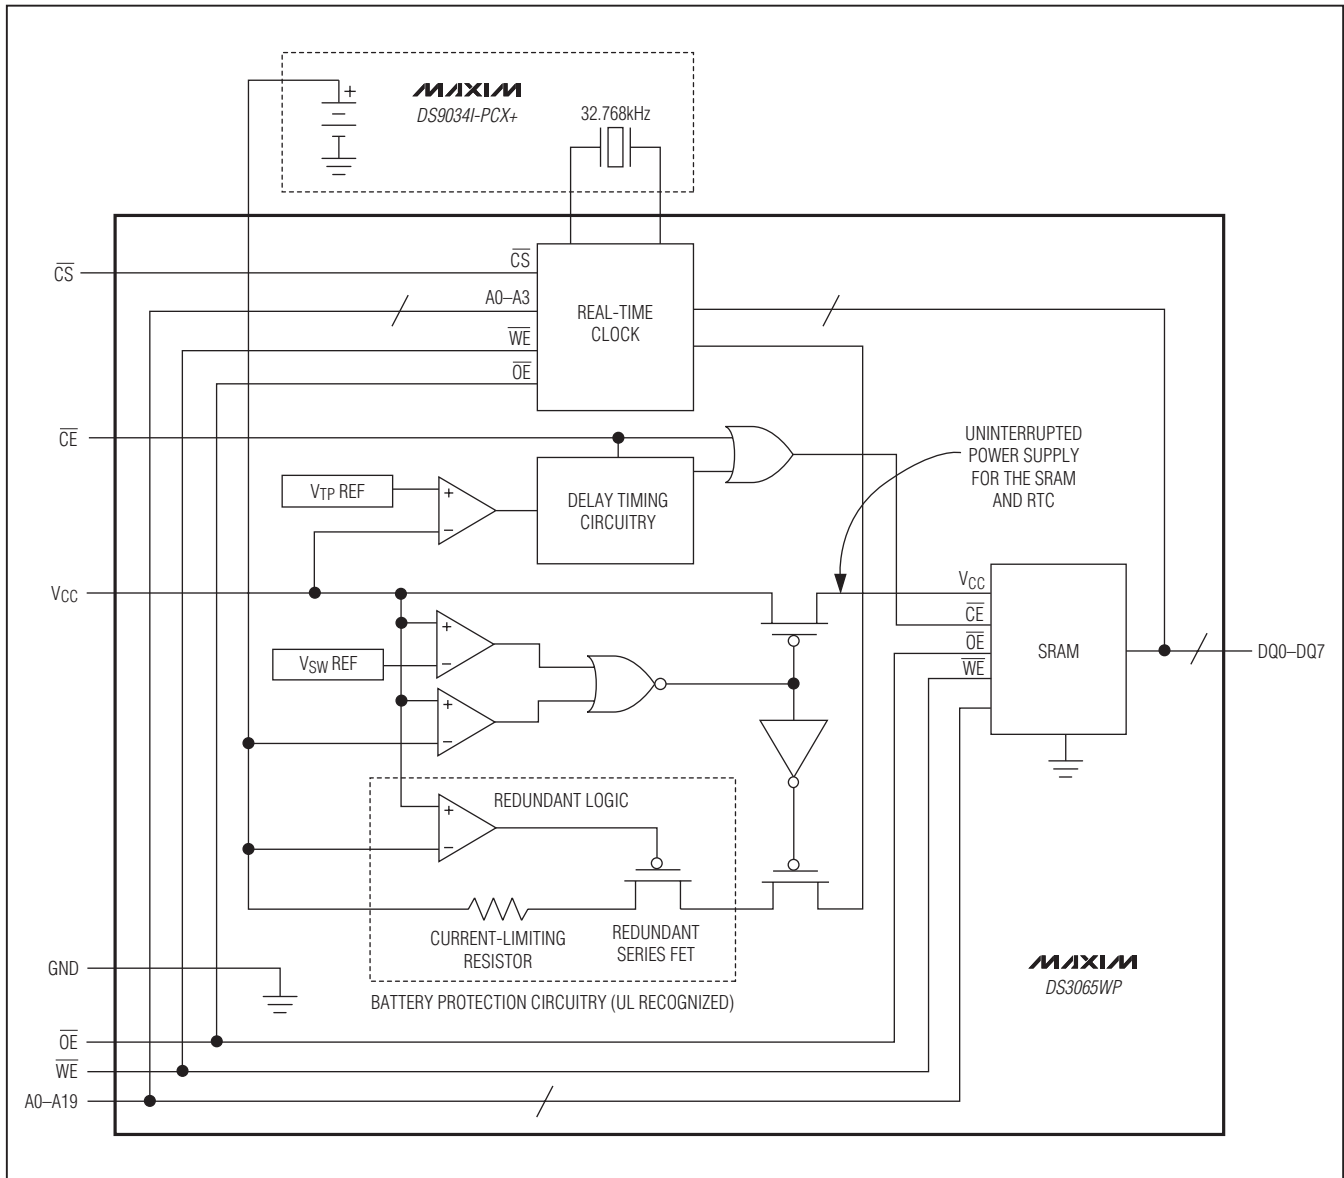 MAXIM
DS9034I-PCX+
+
32.768kHz
CS
CS
A0–A3
WE
OE
REAL-TIME
CLOCK
CE
UNINTERRUPTED
POWER SUPPLY
FOR THE SRAM
AND RTC
VTP REF
+
–
DELAY TIMING
CIRCUITRY
VCC
VCC
CE
OE
WE
SRAM
DQ0–DQ7
+
–
VSW REF
+
–
REDUNDANT LOGIC
+
–
CURRENT-LIMITING
RESISTOR
REDUNDANT
SERIES FET
BATTERY PROTECTION CIRCUITRY (UL RECOGNIZED)
MAXIM
DS3065WP
GND
OE
WE
A0–A19